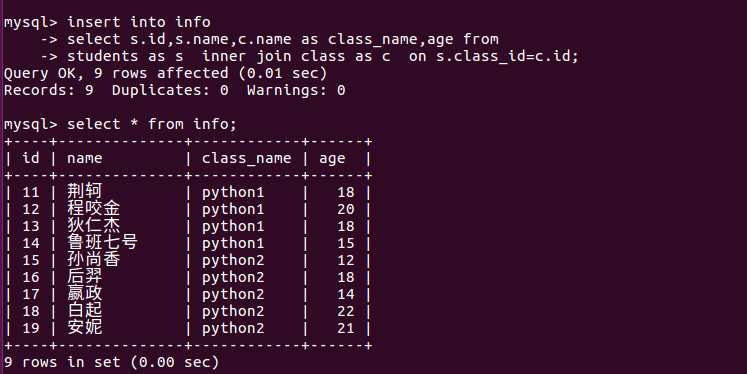 mysql> insert into info
    -> select s.id,s.name,c.name as class_name,age from
    -> students as s  inner join class as c  on s.class_id=c.id;
Query OK, 9 rows affected (0.01 sec)
Records: 9  Duplicates: 0  Warnings: 0

mysql> select * from info;
+----+--------------+------------+------+
| id | name         | class_name | age  |
+----+--------------+------------+------+
| 11 | 荆轲         | python1    |   18 |
| 12 | 程咬金       | python1    |   20 |
| 13 | 狄仁杰       | python1    |   18 |
| 14 | 鲁班七号     | python1    |   15 |
| 15 | 孙尚香       | python2    |   12 |
| 16 | 后羿         | python2    |   18 |
| 17 | 嬴政         | python2    |   14 |
| 18 | 白起         | python2    |   22 |
| 19 | 安妮         | python2    |   21 |
+----+--------------+------------+------+
9 rows in set (0.00 sec)